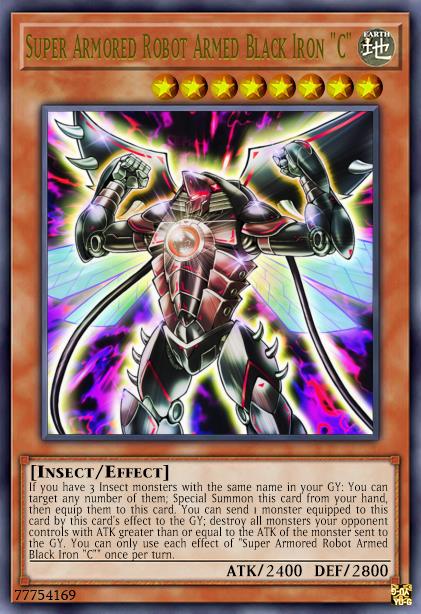 Super Armored Robot Armed Black Iron "C"
EARTH
地
[Insect/Effect]
If you have 3 Insect monsters with the same name in your GY: You can
target any number of them; Special Summon this card from your hand,
then equip them to this card. You can send 1 monster equipped to this
card by this card's effect to the GY; destroy all monsters your opponent
controls with ATK greater than or equal to the ATK of the monster sent
to the GY. You can only use each effect of "Super Armored Robot Armed
Black Iron "C"" once per turn.
ATK/2400 DEF/2800
77754169